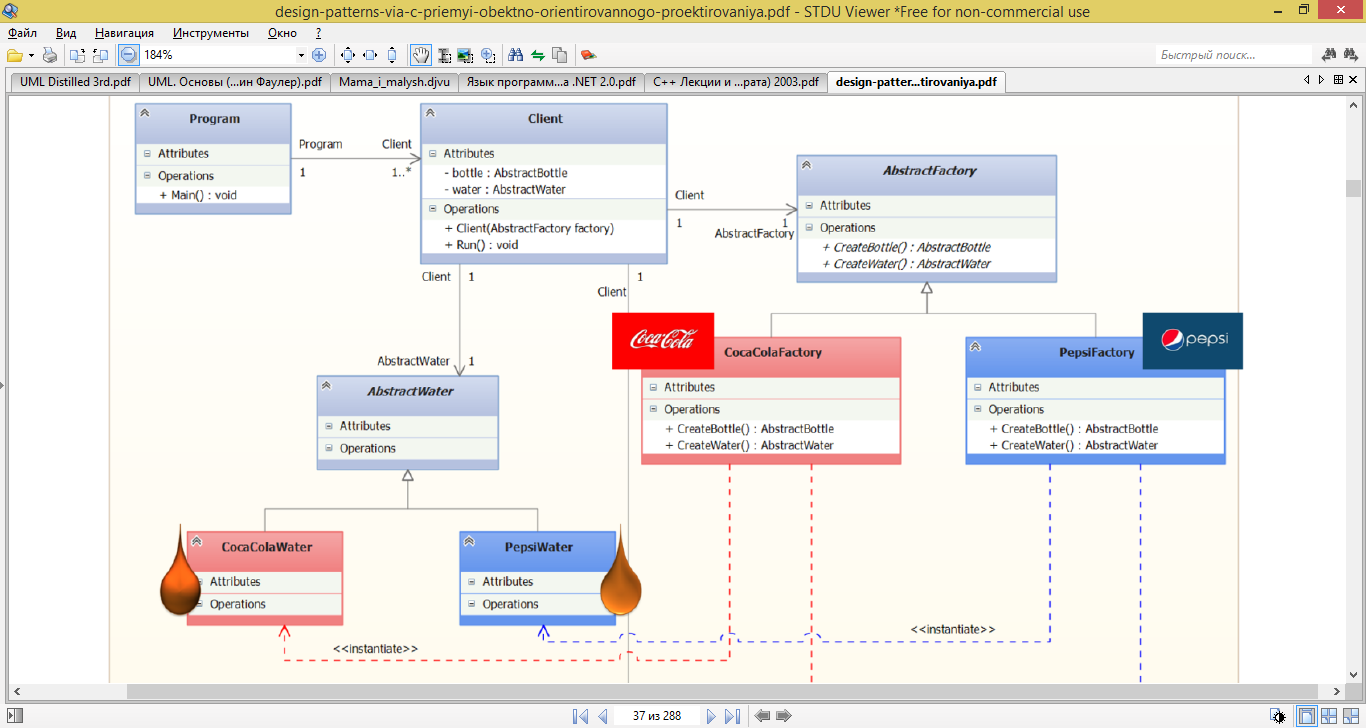 design-patterns-via-c-priemyi-obektno-orientirovannogo-proektirovaniya.pdf - STDU Viewer *Free for non-commercial use
Файл Вид Навигация Инструменты Окно ?
184%
Быстрый поиск...
UML Distilled 3rd.pdf
UML. Основы (...ин Фаулер).pdf
Mama_i_malysh.djvu
Язык программ...а .NET 2.0.pdf
C++ Лекции и ...рата) 2003.pdf
design-patter...tirovaniya.pdf
Program
Attributes
Operations
+ Main() : void
Program
Client
1
1..*
Client
Attributes
- bottle : AbstractBottle
- water : AbstractWater
Operations
+ Client(AbstractFactory factory)
+ Run() : void
Client
1
1
AbstractFactory
AbstractFactory
Attributes
Operations
+ CreateBottle() : AbstractBottle
+ CreateWater() : AbstractWater
Client
1
1
Client
AbstractWater
1
AbstractWater
Attributes
Operations
Coca-Cola
CocaColaFactory
Attributes
Operations
+ CreateBottle() : AbstractBottle
+ CreateWater() : AbstractWater
pepsi
PepsiFactory
Attributes
Operations
+ CreateBottle() : AbstractBottle
+ CreateWater() : AbstractWater
CocaColaWater
Attributes
Operations
PepsiWater
Attributes
Operations
<<instantiate>>
<<instantiate>>
37 из 288